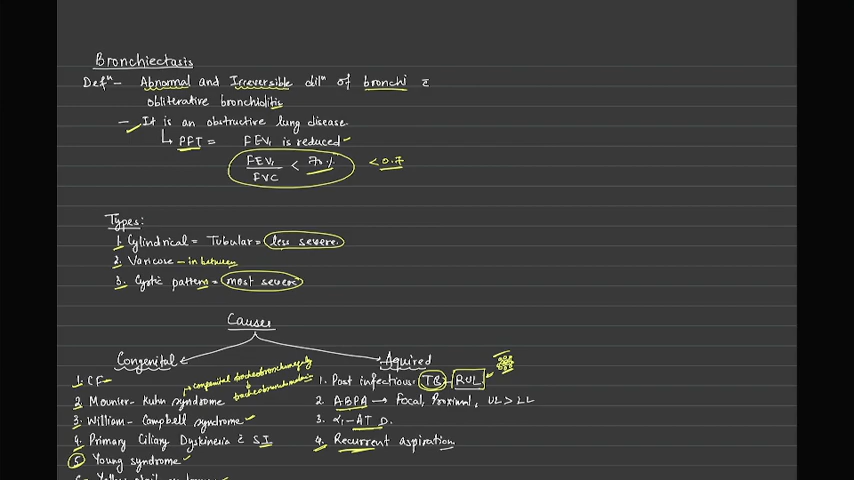 Bronchiectasis
Defⁿ - Abnormal and Irreversible dilⁿ of bronchi c̄
obliterative bronchiolitis
- It is an obstructive lung disease.
↳ PFT = FEV₁ is reduced
FEV₁ / FVC < 70% < 0.7
Types:
1. Cylindrical = Tubular = less severe.
2. Varicose - in between
3. Cystic pattern = most severe
Causes
Congenital
1. CF
2. Mounier-Kuhn syndrome → congenital tracheobronchomegaly
3. William-Campbell syndrome
4. Primary Ciliary Dyskinesia c̄ S.I.
5 Young syndrome
Aquired
1. Post infectious: TB - RUL
2. ABPA → Focal, Proximal, UL > LL
3. α₁-AT D.
4. Recurrent aspiration